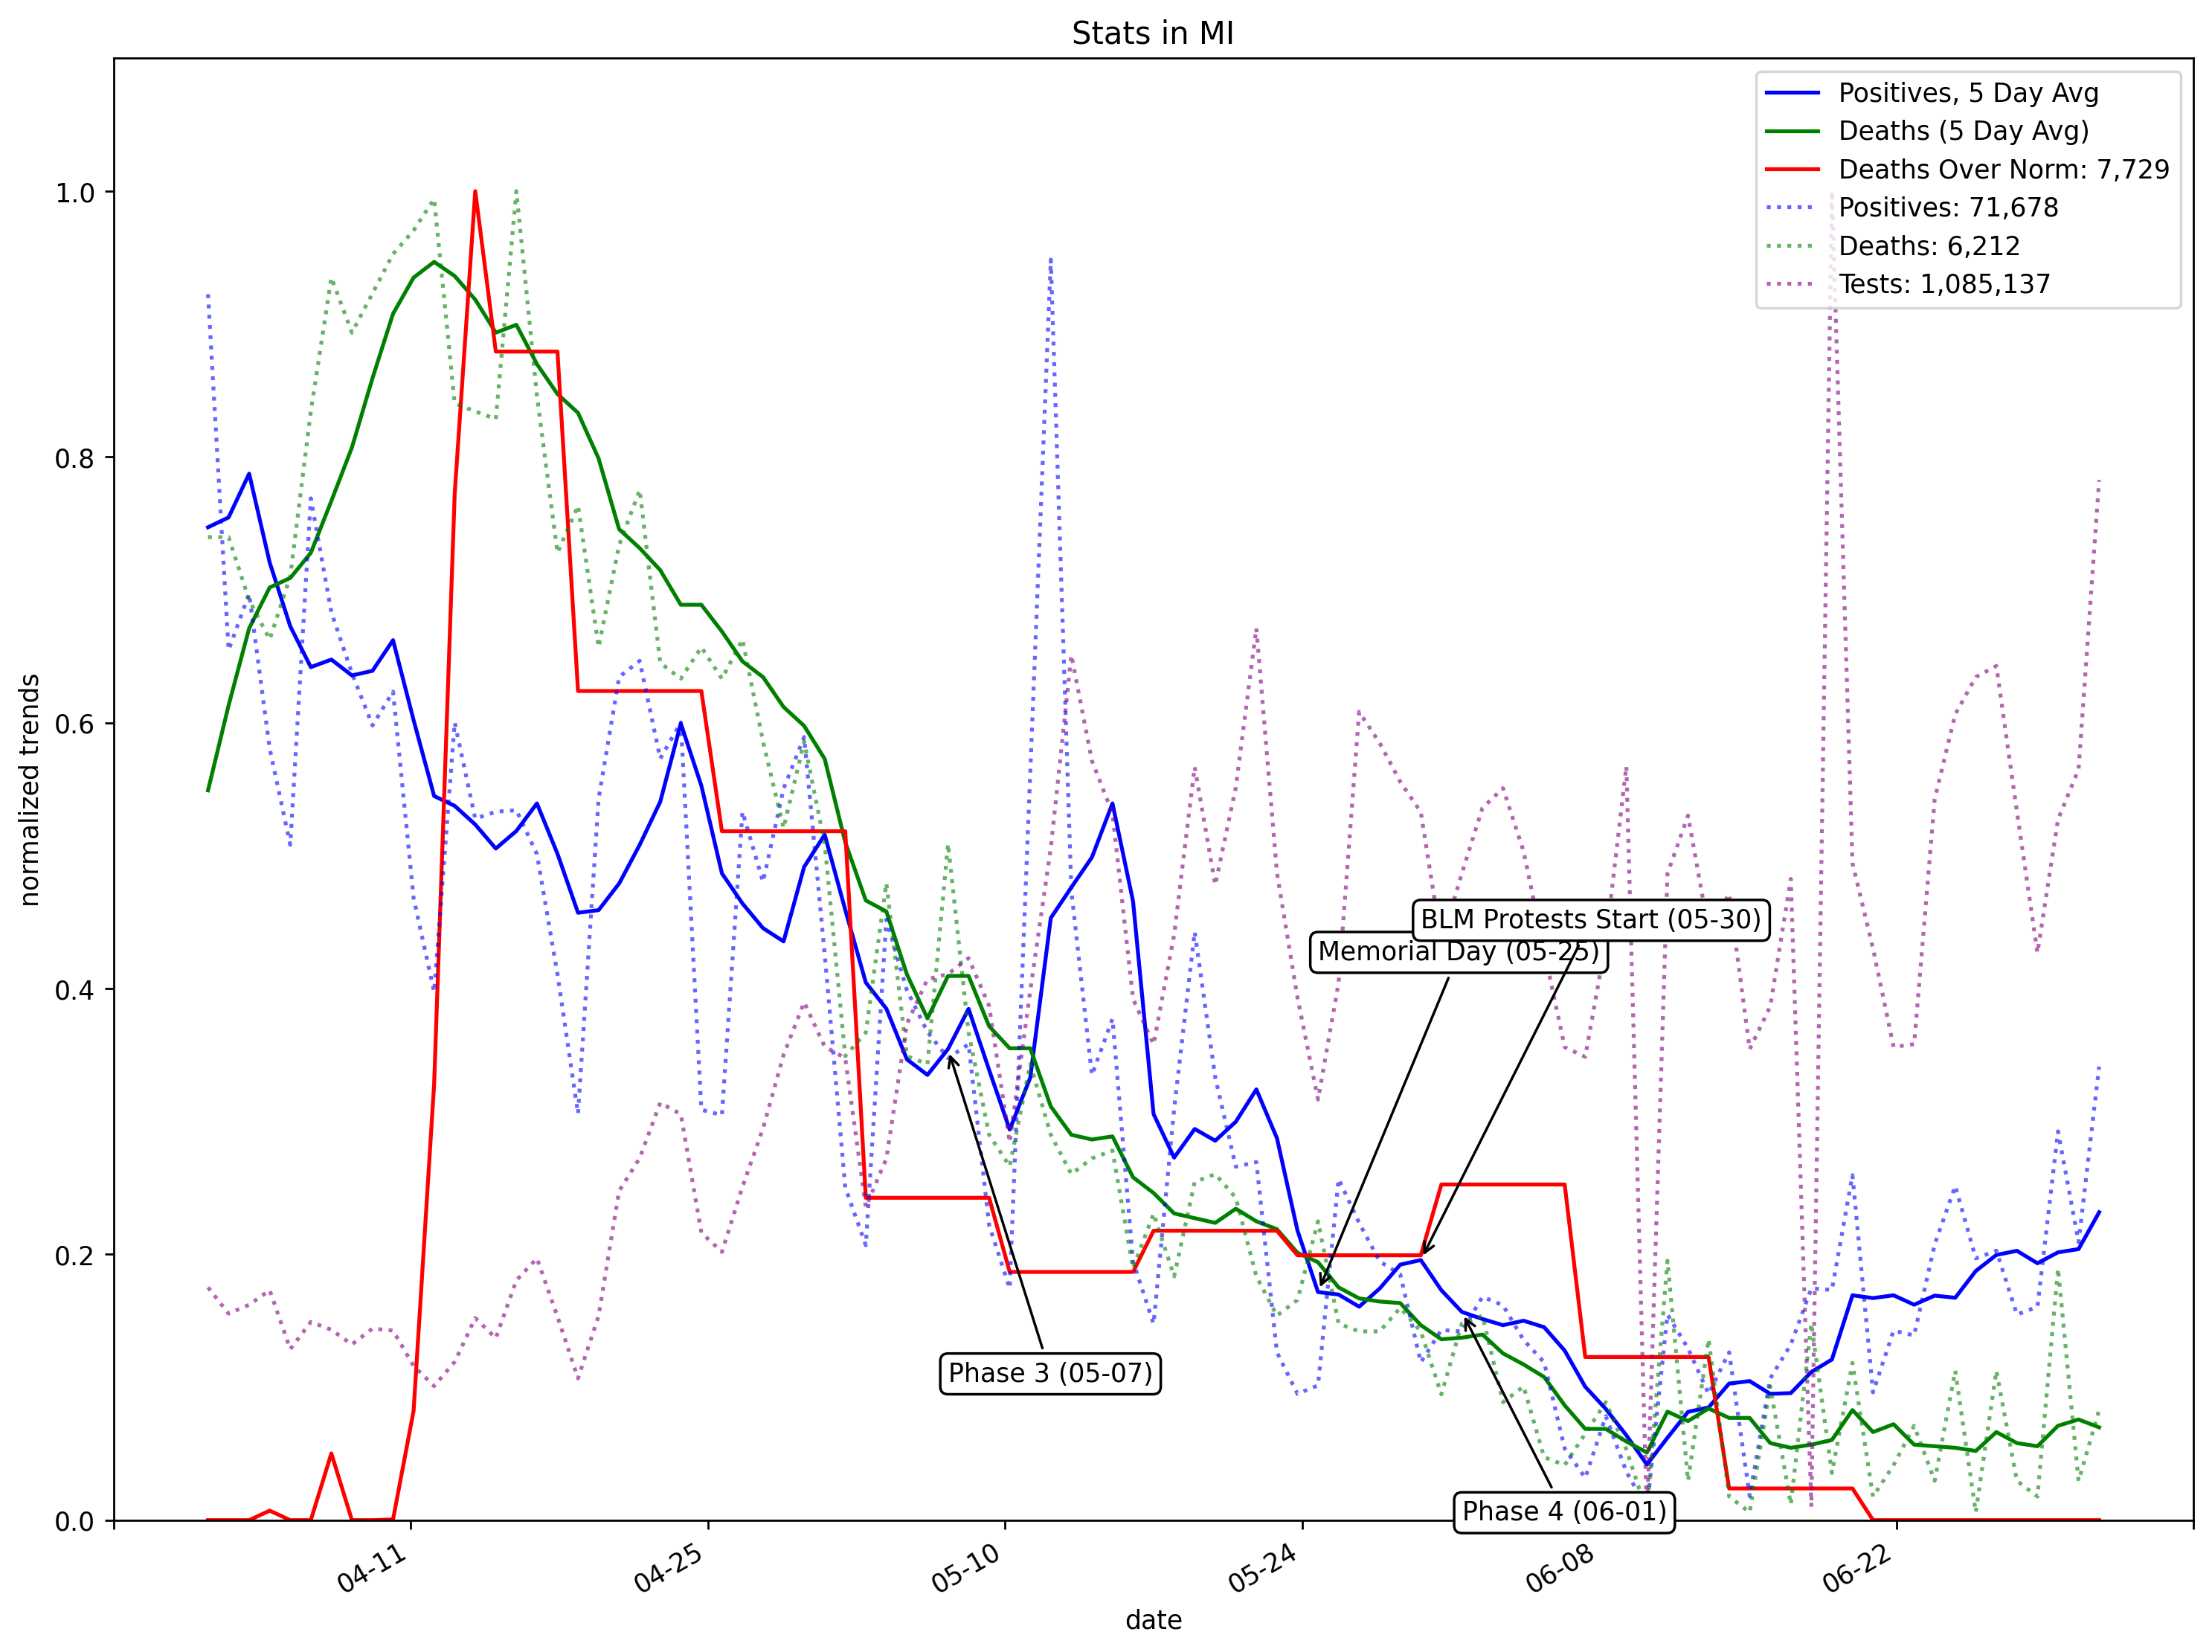 Stats in MI
Positives, 5 Day Avg
Deaths (5 Day Avg)
Deaths Over Norm: 7,729
Positives: 71,678
Deaths: 6,212
Tests: 1,085,137
normalized trends
1.0
0.8
0.6
0.4
0.2
0.0
BLM Protests Start (05-30)
Memorial Day (05-25)
Phase 3 (05-07)
Phase 4 (06-01)
04-11
04-25
05-10
05-24
06-08
06-22
date